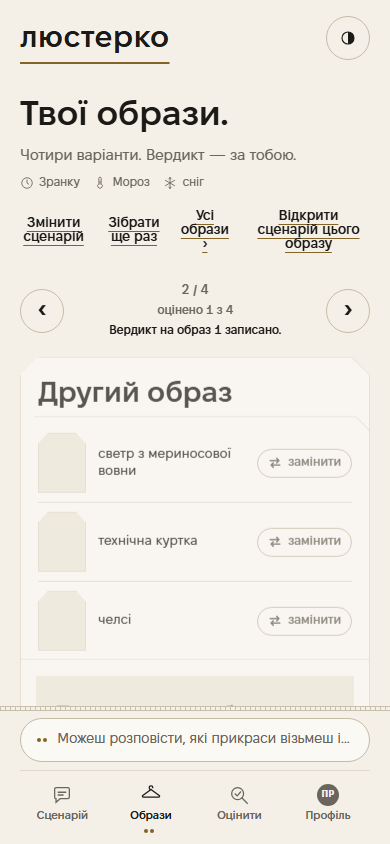 люстерко
Твої образи.
Чотири варіанти. Вердикт — за тобою.
Зранку Мороз сніг
Змінити
сценарій
Зібрати
ще раз
Усі
образи
›
Відкрити
сценарій цього
образу
‹
2 / 4
оцінено 1 з 4
Вердикт на образ 1 записано.
›
Другий образ
светр з мериносової
вовни
замінити
технічна куртка
замінити
челсі
замінити
Можеш розповісти, які прикраси візьмеш і...
Сценарій
Образи
Оцінити
ПР
Профіль